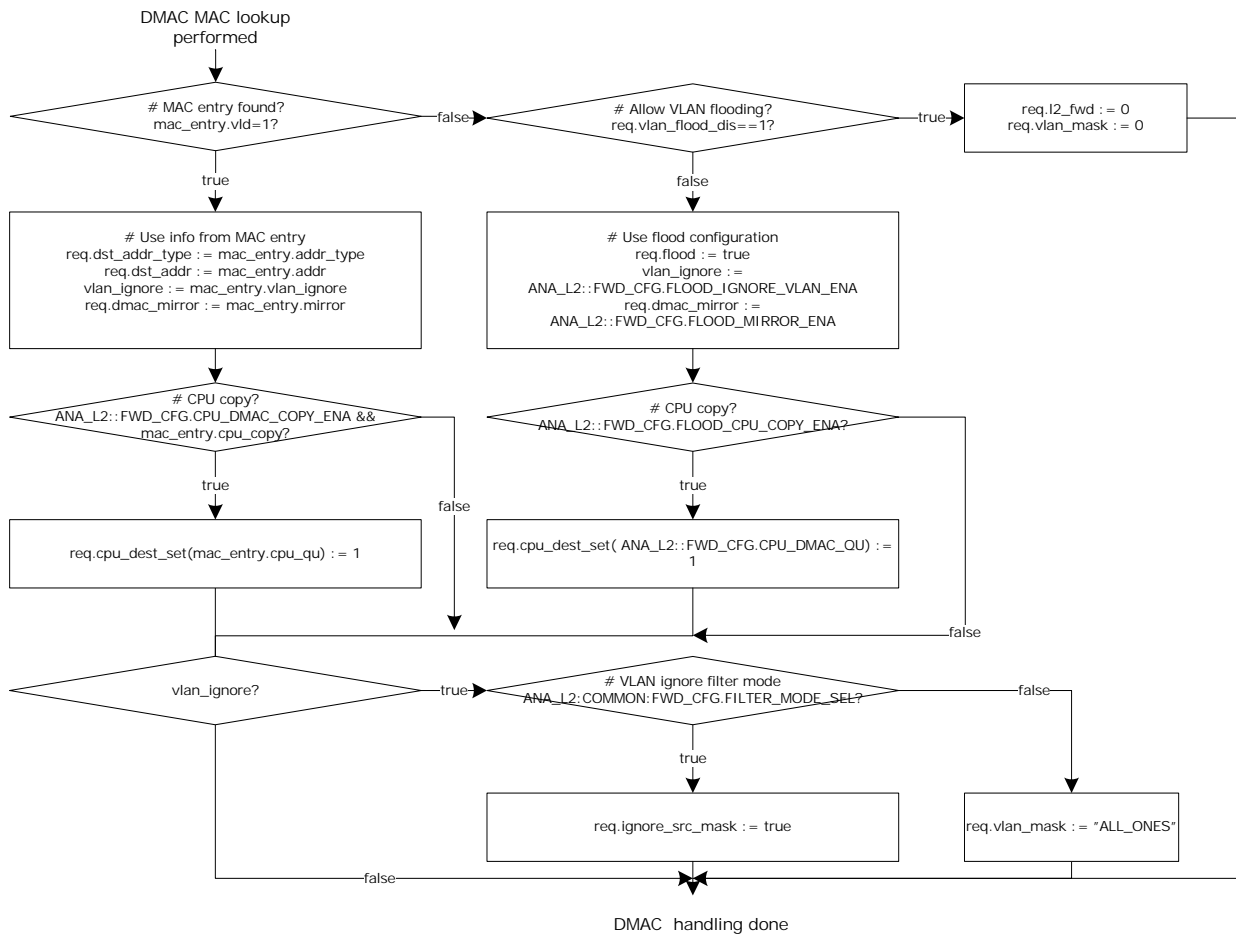 DMAC MAC lookup
performed
# MAC entry found?
mac_entry.vld=1?
false
# Allow VLAN flooding?
req.vlan_flood_dis==1?
true
req.l2_fwd := 0
req.vlan_mask := 0
true
false
# Use info from MAC entry
req.dst_addr_type := mac_entry.addr_type
req.dst_addr := mac_entry.addr
vlan_ignore := mac_entry.vlan_ignore
req.dmac_mirror := mac_entry.mirror
# Use flood configuration
req.flood := true
vlan_ignore :=
ANA_L2::FWD_CFG.FLOOD_IGNORE_VLAN_ENA
req.dmac_mirror :=
ANA_L2::FWD_CFG.FLOOD_MIRROR_ENA
# CPU copy?
ANA_L2::FWD_CFG.CPU_DMAC_COPY_ENA &&
mac_entry.cpu_copy?
# CPU copy?
ANA_L2::FWD_CFG.FLOOD_CPU_COPY_ENA?
true
false
true
req.cpu_dest_set(mac_entry.cpu_qu) := 1
req.cpu_dest_set( ANA_L2::FWD_CFG.CPU_DMAC_QU) :=
1
false
vlan_ignore?
true
# VLAN ignore filter mode
ANA_L2:COMMON:FWD_CFG.FILTER_MODE_SEL?
false
true
req.ignore_src_mask := true
req.vlan_mask := "ALL_ONES"
false
DMAC handling done